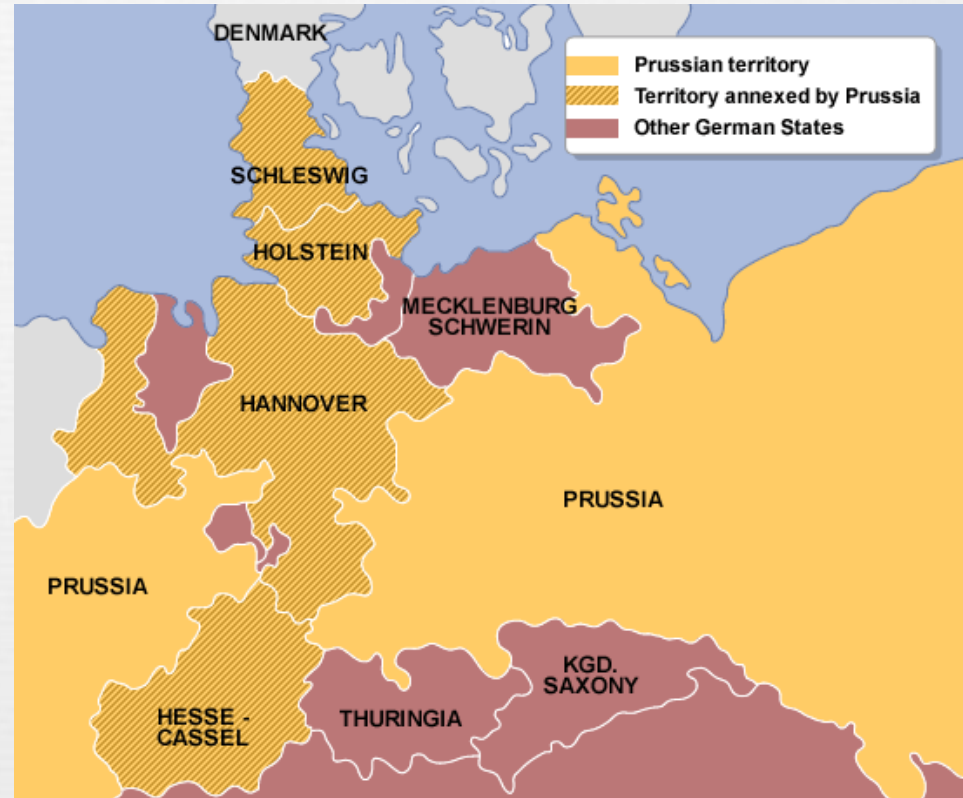 DENMARK
Prussian territory
Territory annexed by Prussia
Other German States
SCHLESWIG
HOLSTEIN
MECKLENBURG
SCHWERIN
HANNOVER
PRUSSIA
PRUSSIA
KGD.
SAXONY
THURINGIA
HESSE -
CASSEL